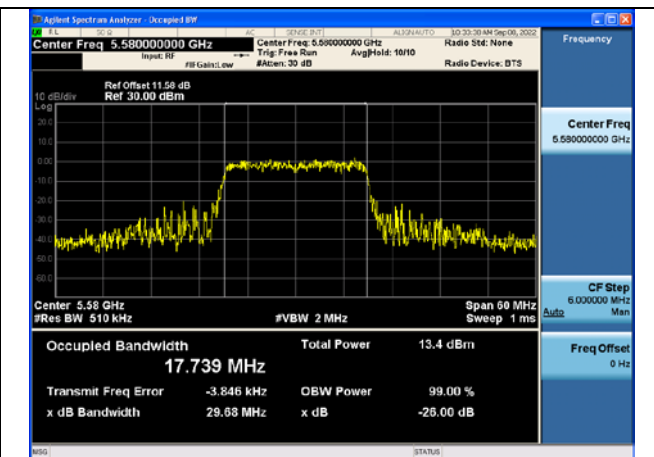 Agilent Spectrum Analyzer - Occupied BW
RL 50 Ω AC SENSE:INT ALIGNAUTO 10:33:30 AM Sep 08, 2022
Center Freq 5.580000000 GHz
Center Freq: 5.580000000 GHz
Radio Std: None
Input: RF
Trig: Free Run
Avg|Hold: 10/10
#IFGain:Low
#Atten: 30 dB
Radio Device: BTS
Ref Offset 11.58 dB
10 dB/div Ref 30.00 dBm
Log
20.0
10.0
0.00
-10.0
-20.0
-30.0
-40.0
-50.0
-60.0
Center 5.58 GHz
Span 60 MHz
#Res BW 510 kHz
#VBW 2 MHz
Sweep 1 ms
Occupied Bandwidth
Total Power 13.4 dBm
17.739 MHz
Transmit Freq Error -3.846 kHz
OBW Power 99.00 %
x dB Bandwidth 29.68 MHz
x dB -26.00 dB
MSG
STATUS
Frequency
Center Freq
5.580000000 GHz
CF Step
6.000000 MHz
Auto Man
Freq Offset
0 Hz